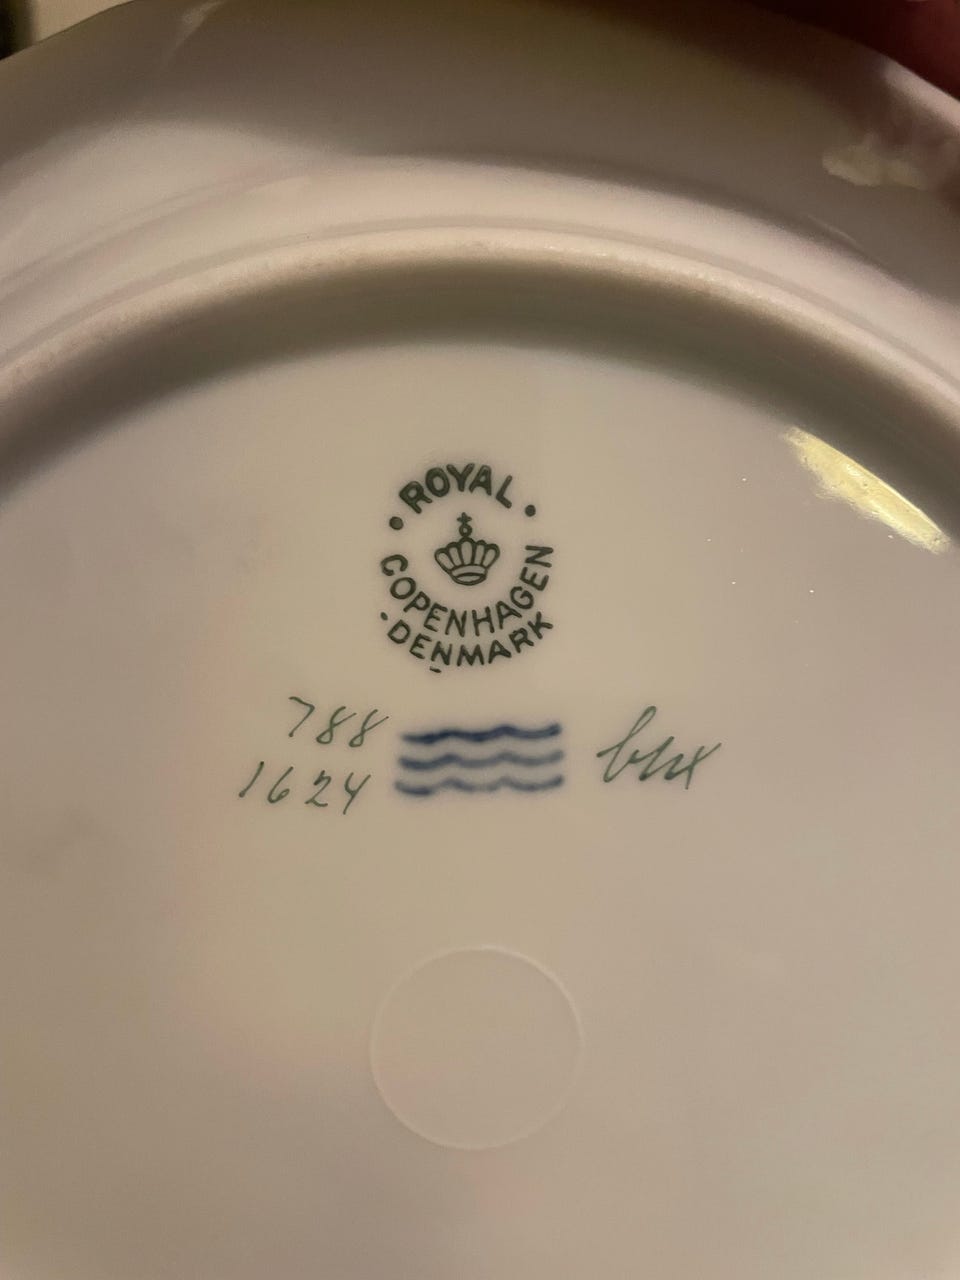 • ROYAL •
COPENHAGEN
• DENMARK
788
1624